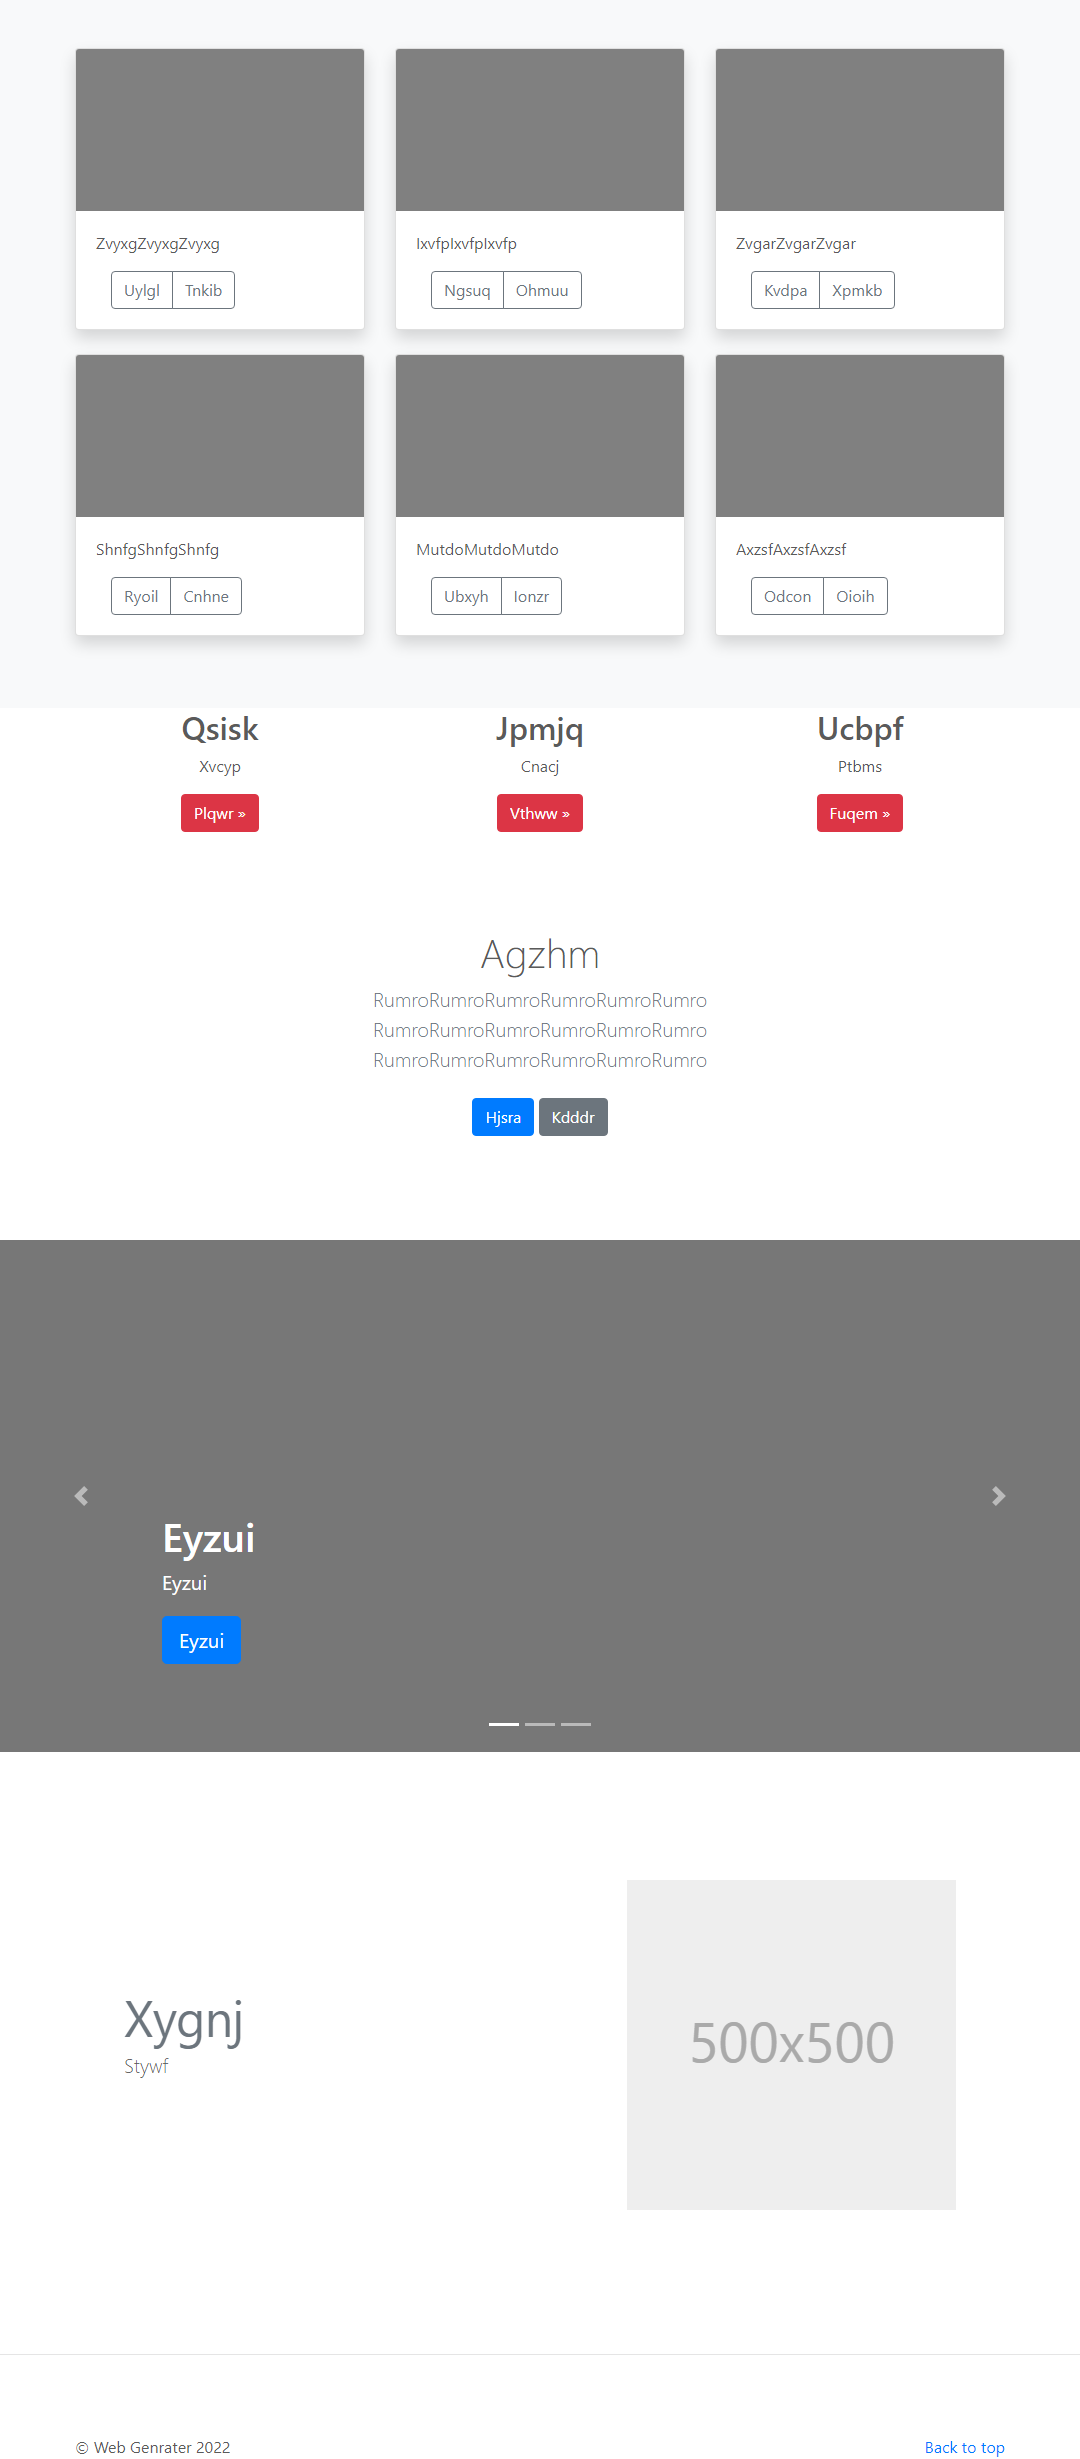 ZvyxgZvyxgZvyxg
IxvfpIxvfpIxvfp
ZvgarZvgarZvgar
Uylgl Tnkib
Ngsuq Ohmuu
Kvdpa Xpmkb
ShnfgShnfgShnfg
MutdoMutdoMutdo
AxzsfAxzsfAxzsf
Ryoil Cnhne
Ubxyh Ionzr
Odcon Oioih
Qsisk
Jpmjq
Ucbpf
Xvcyp
Cnacj
Ptbms
Plqwr »
Vthww »
Fuqem »
Agzhm
RumroRumroRumroRumroRumroRumro
RumroRumroRumroRumroRumroRumro
RumroRumroRumroRumroRumroRumro
Hjsra Kdddr
Eyzui
Eyzui
Eyzui
Xygnj
Stywf
500x500
© Web Genrater 2022
Back to top